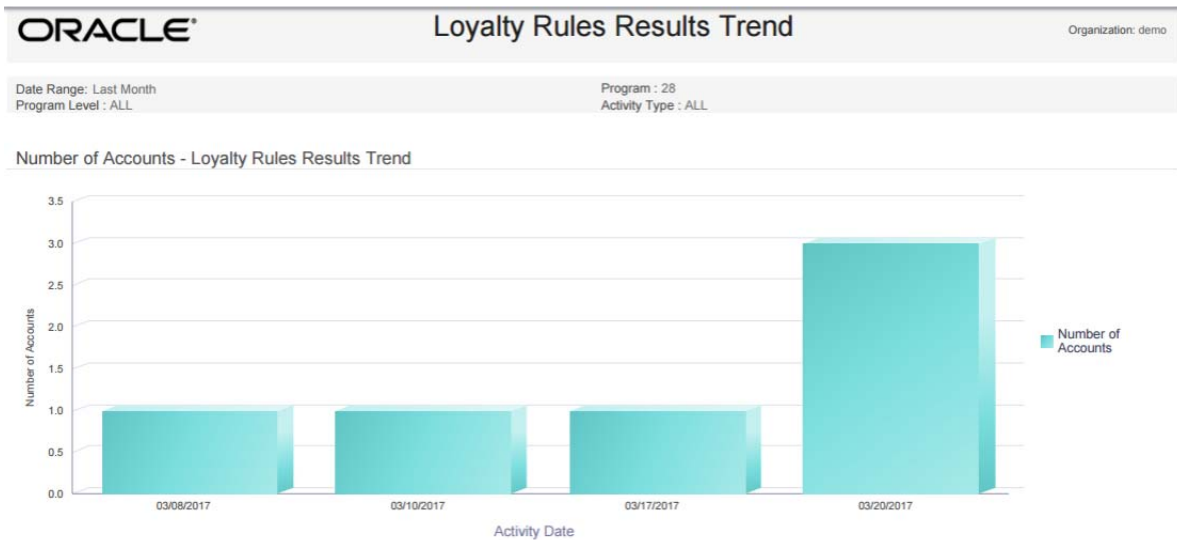 ORACLE®
Loyalty Rules Results Trend
Organization: demo
Date Range: Last Month
Program : 28
Program Level : ALL
Activity Type : ALL
Number of Accounts - Loyalty Rules Results Trend
3.5
3.0
2.5
2.0
1.5
1.0
0.5
0.0
Number of Accounts
03/08/2017
03/10/2017
03/17/2017
03/20/2017
Activity Date
Number of
Accounts